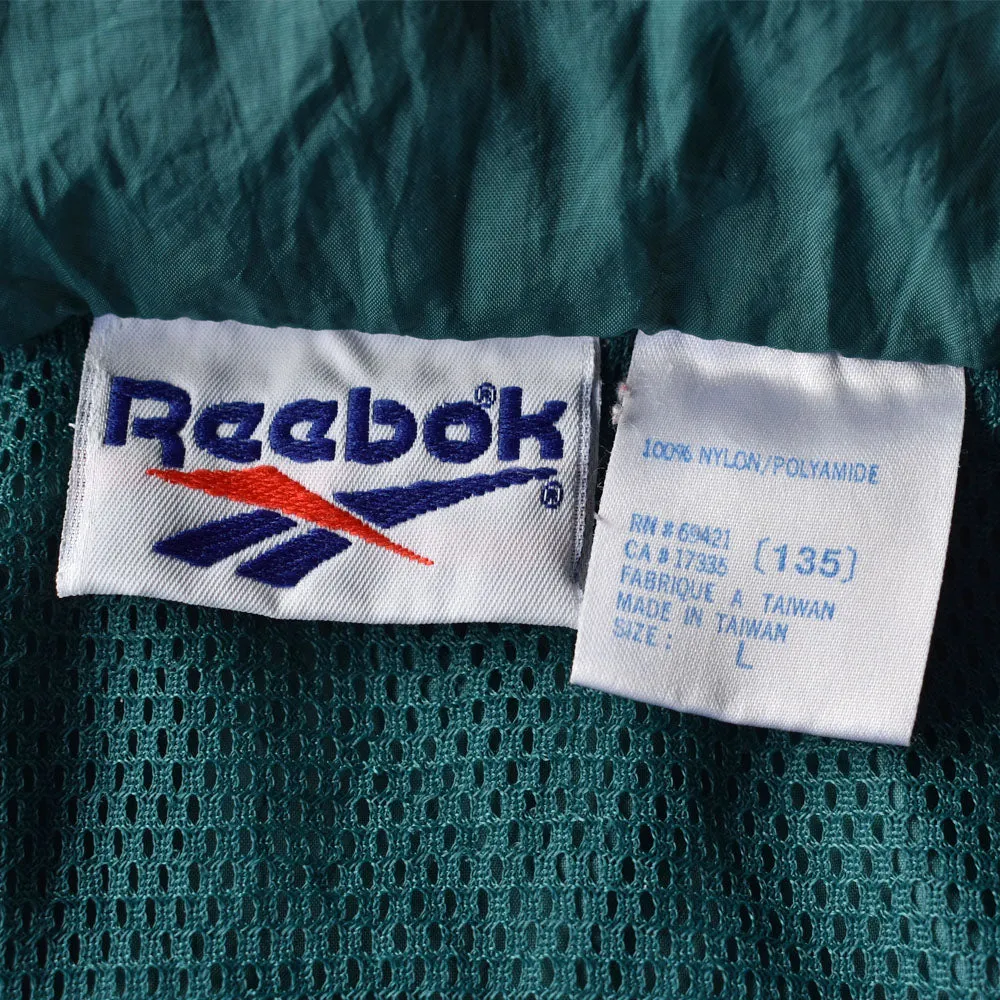 Reebok®
®
100% NYLON/POLYAMIDE
RN # 69421
CA # 17335 [135]
FABRIQUE A TAIWAN
MADE IN TAIWAN
SIZE : L